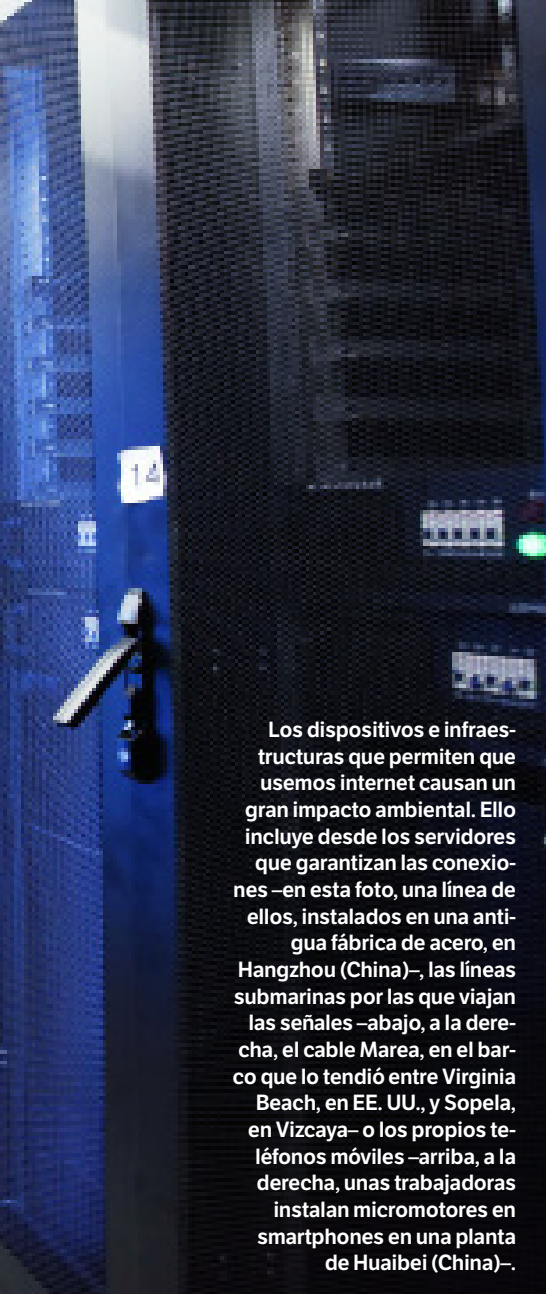 14
Los dispositivos e infraes-
tructuras que permiten que
usemos internet causan un
gran impacto ambiental. Ello
incluye desde los servidores
que garantizan las conexio-
nes –en esta foto, una línea de
ellos, instalados en una anti-
gua fábrica de acero, en
Hangzhou (China)–, las líneas
submarinas por las que viajan
las señales –abajo, a la dere-
cha, el cable Marea, en el bar-
co que lo tendió entre Virginia
Beach, en EE. UU., y Sopela,
en Vizcaya– o los propios te-
léfonos móviles –arriba, a la
derecha, unas trabajadoras
instalan micromotores en
smartphones en una planta
de Huaibei (China)–.